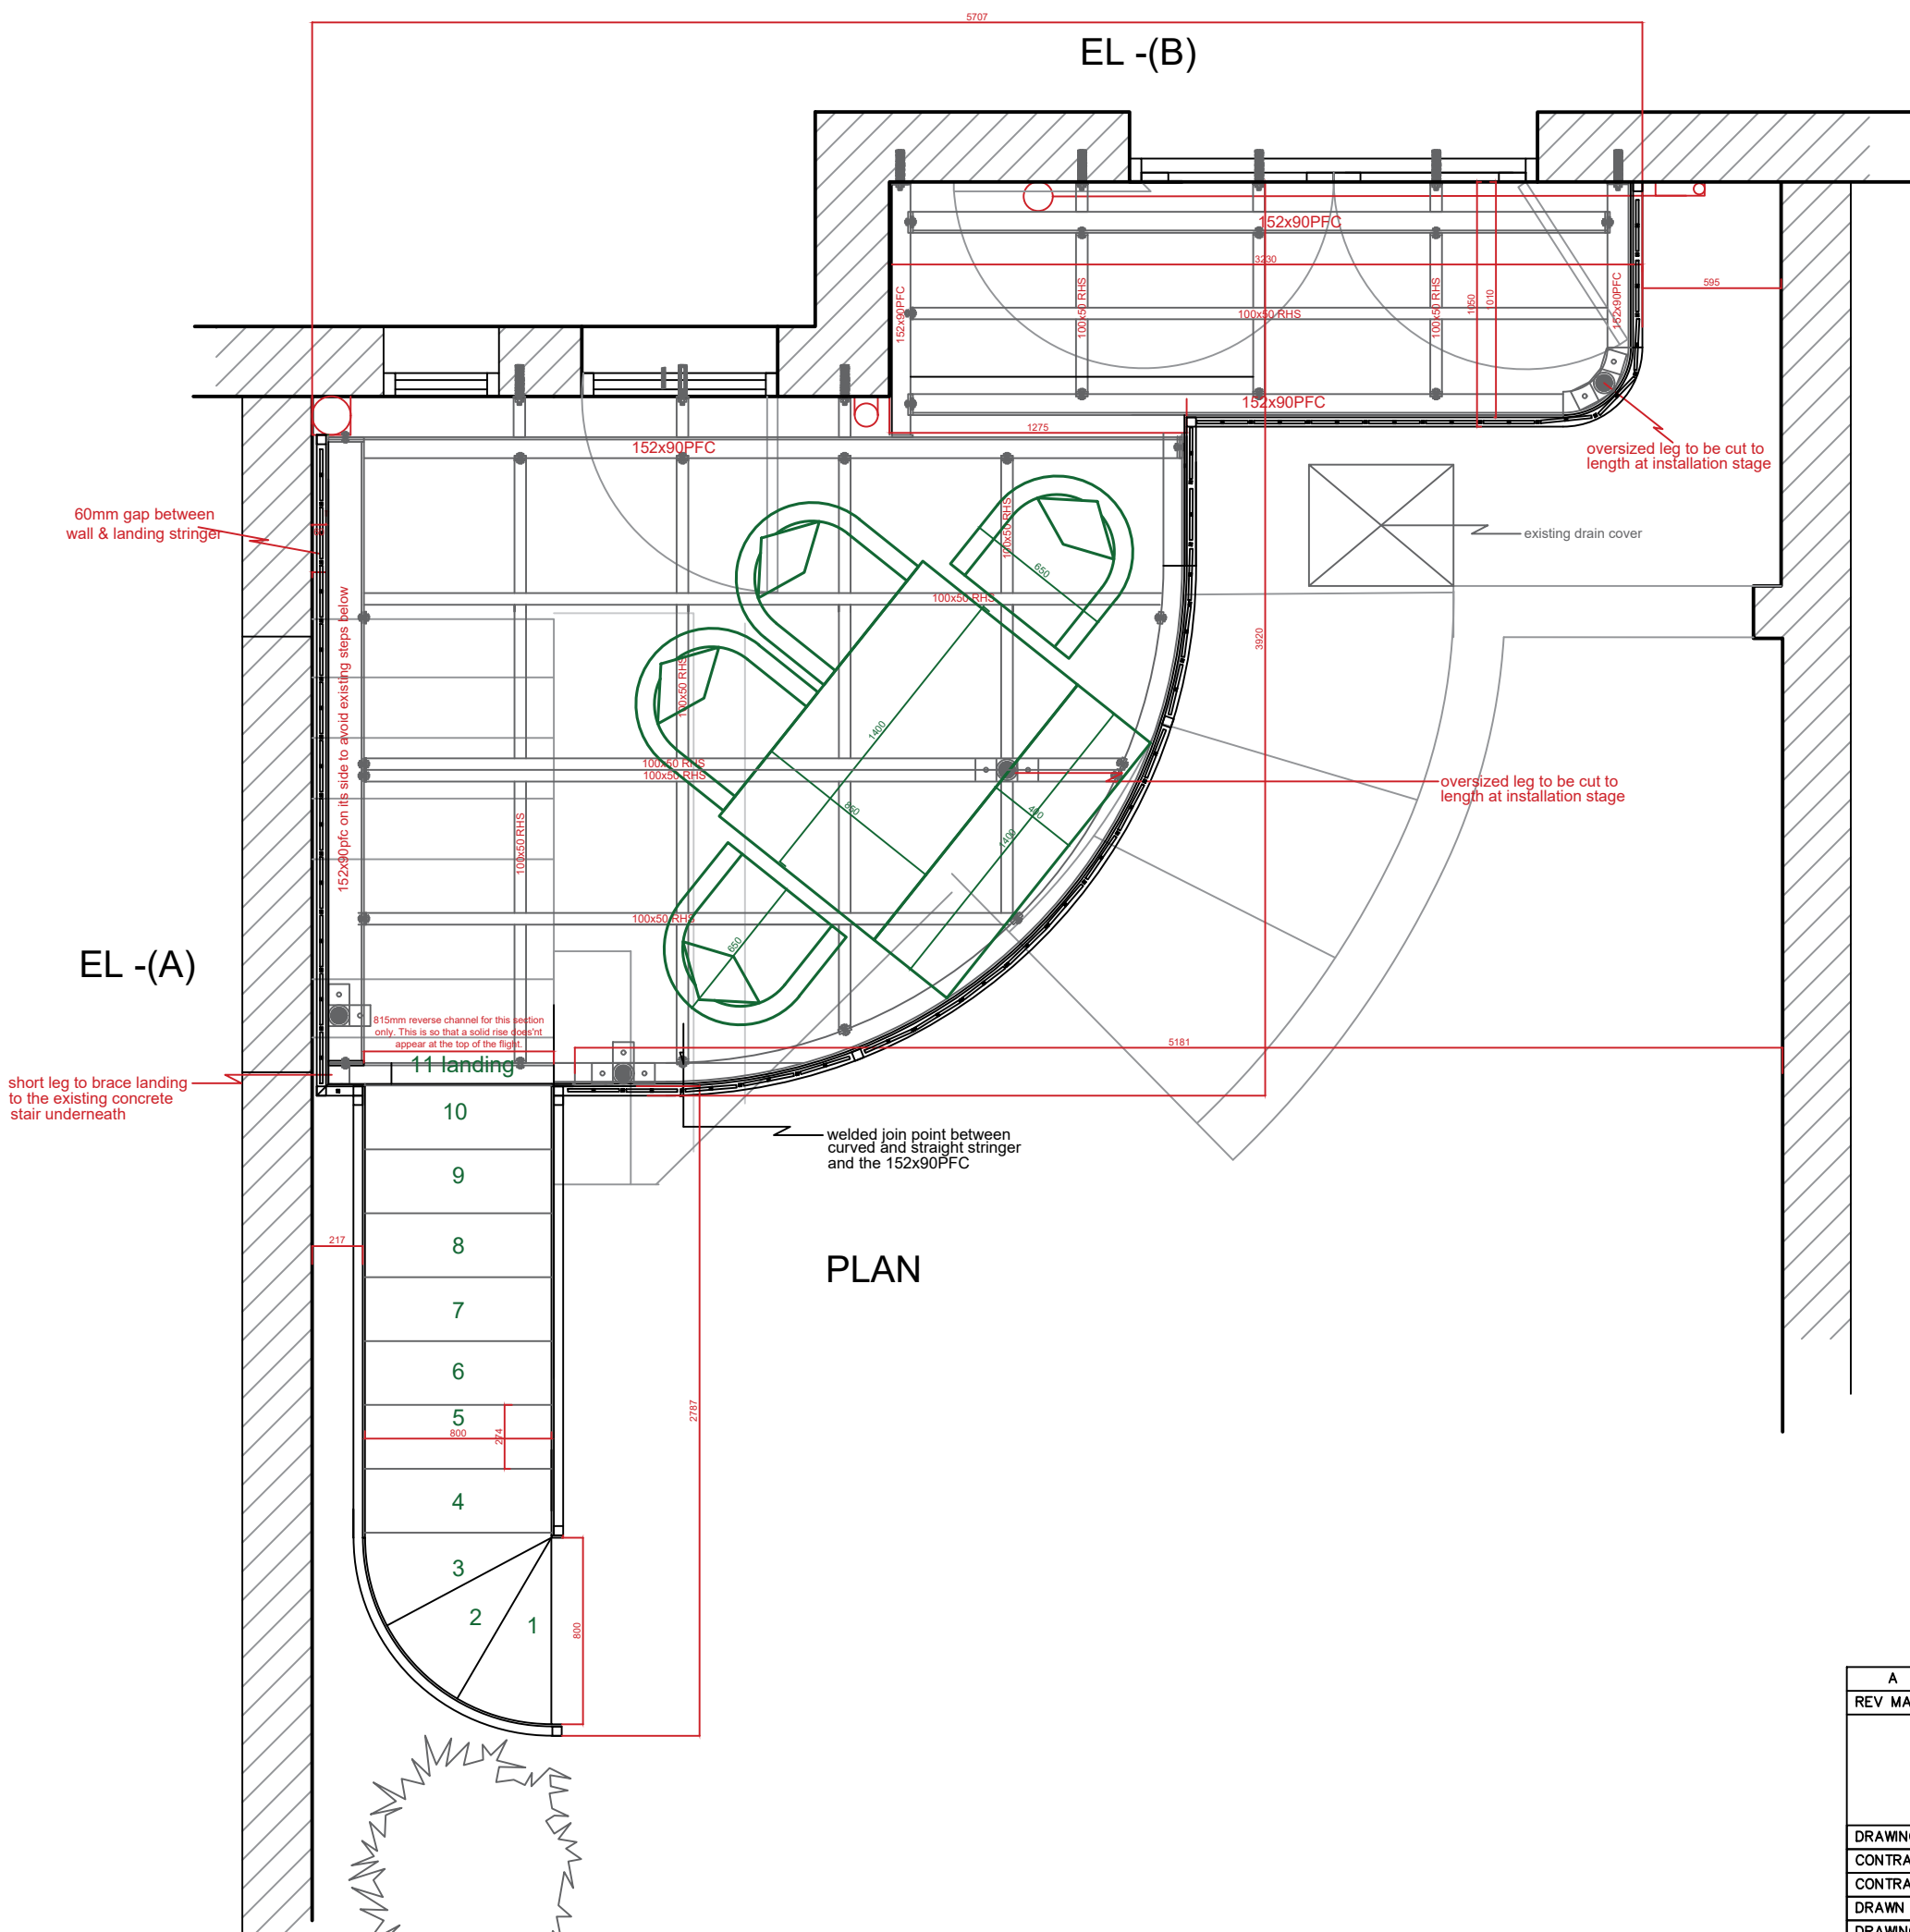 5707
EL -(B)
152x90PFC
3230
595
152x90PFC
100x50 RHS
100x50 RHS
100x50 RHS
1050
1010
152x90PFC
152x90PFC
1275
152x90PFC
oversized leg to be cut to
length at installation stage
60mm gap between
wall & landing stringer
existing drain cover
100x50 RHS
650
100x50 RHS
152x90pfc on its side to avoid existing steps below
3920
100x50 RHS
1400
100x50 RHS
100x50 RHS
oversized leg to be cut to
length at installation stage
850
1400
100x50 RHS
100x50 RHS
650
EL -(A)
815mm reverse channel for this section
only. This is so that a solid rise does'nt
appear at the top of the flight.
5181
11 landing
short leg to brace landing
to the existing concrete
stair underneath
10
welded join point between
curved and straight stringer
and the 152x90PFC
9
217
8
PLAN
7
6
5
800
274
2787
4
3
2
1
800
A
REV MA
DRAWING
CONTRA
CONTRA
DRAWN